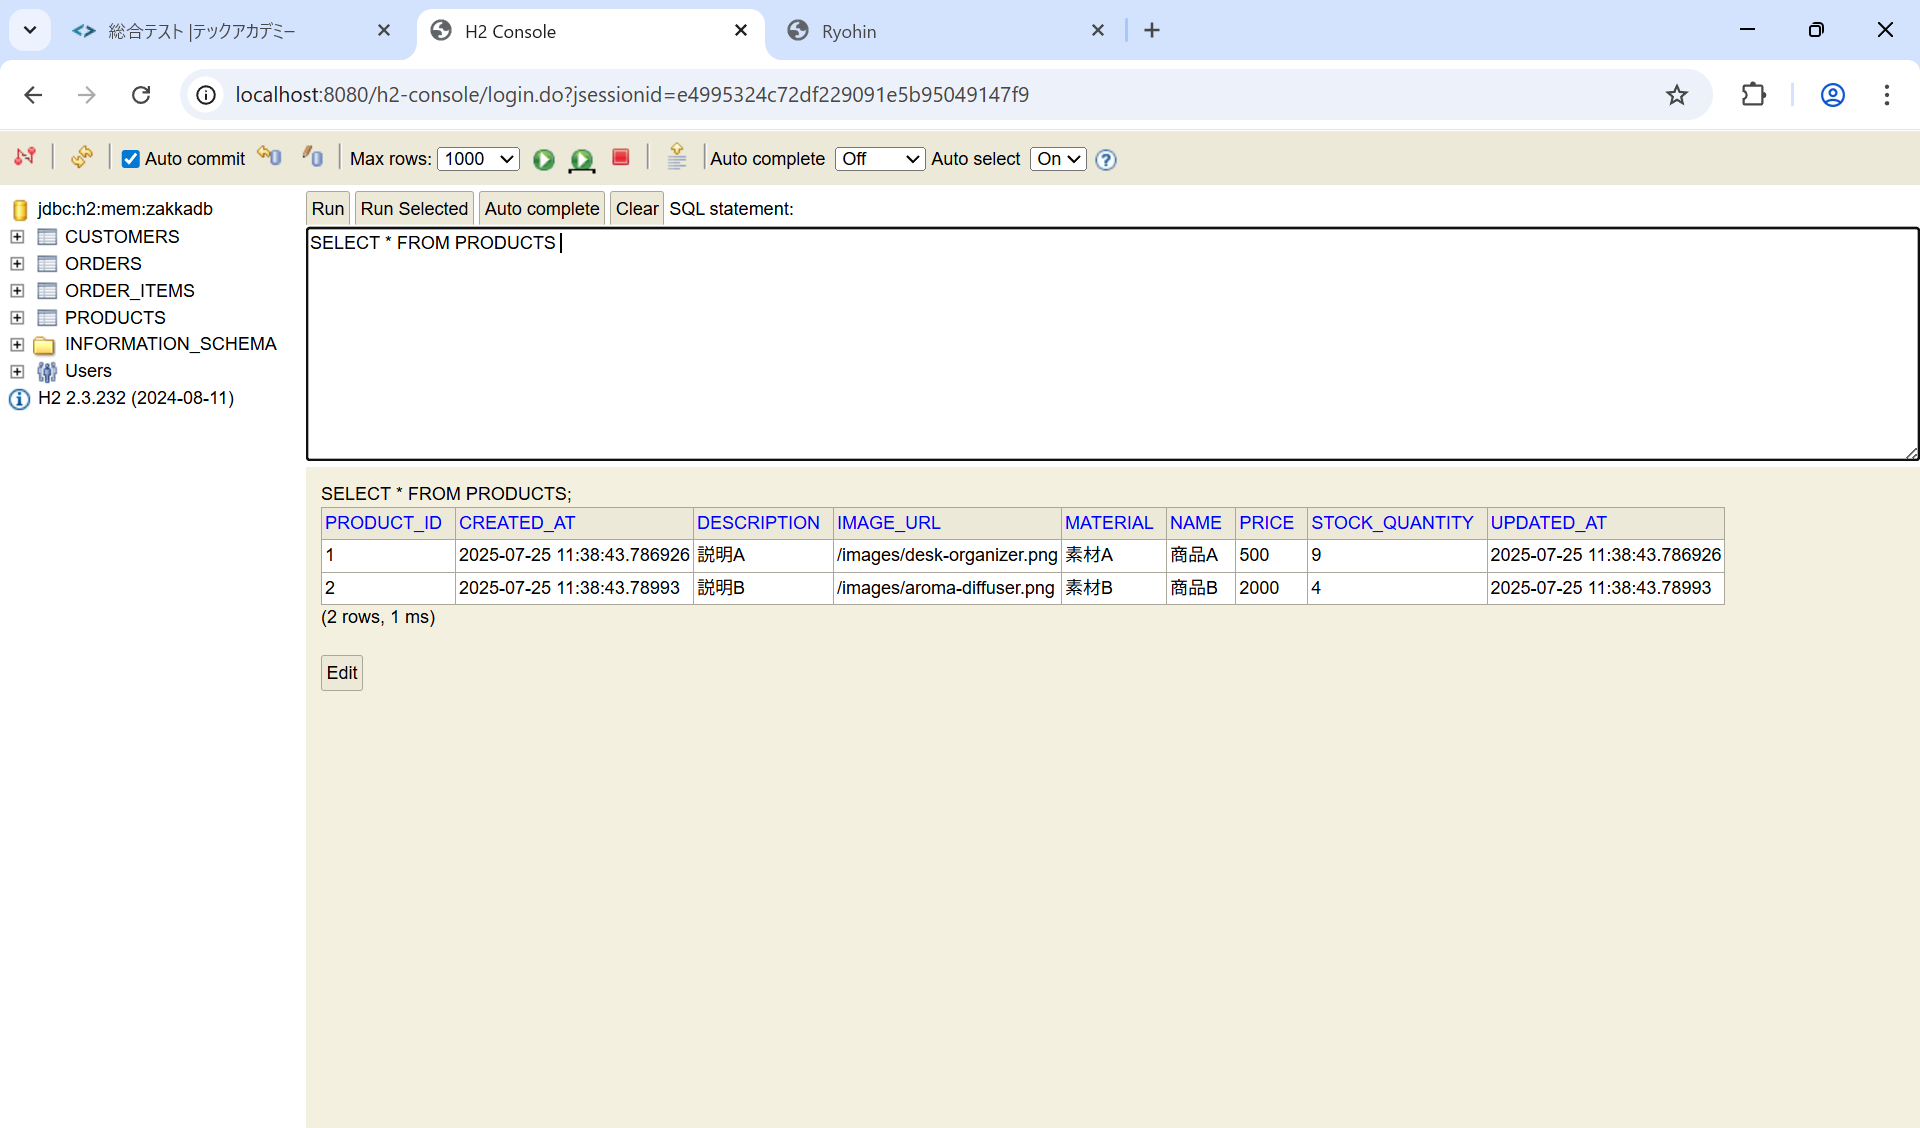 総合テスト |テックアカデミー
H2 Console
Ryohin
localhost:8080/h2-console/login.do?jsessionid=e4995324c72df229091e5b95049147f9
Auto commit
Max rows: 1000
Auto complete Off
Auto select On
jdbc:h2:mem:zakkadb
CUSTOMERS
ORDERS
ORDER_ITEMS
PRODUCTS
INFORMATION_SCHEMA
Users
H2 2.3.232 (2024-08-11)
Run Run Selected Auto complete Clear SQL statement:
SELECT * FROM PRODUCTS
SELECT * FROM PRODUCTS;
PRODUCT_ID CREATED_AT DESCRIPTION IMAGE_URL MATERIAL NAME PRICE STOCK_QUANTITY UPDATED_AT
1 2025-07-25 11:38:43.786926 説明A /images/desk-organizer.png 素材A 商品A 500 9 2025-07-25 11:38:43.786926
2 2025-07-25 11:38:43.78993 説明B /images/aroma-diffuser.png 素材B 商品B 2000 4 2025-07-25 11:38:43.78993
(2 rows, 1 ms)
Edit